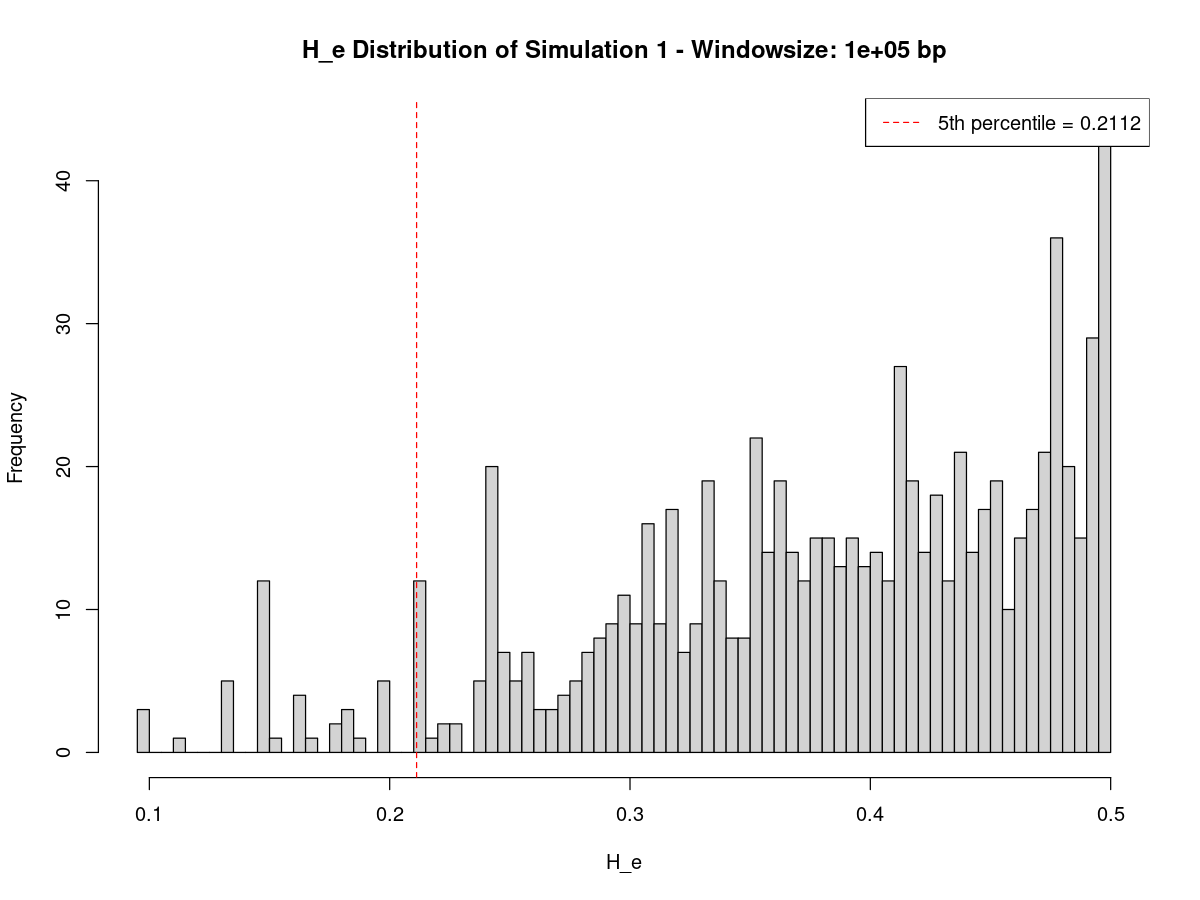 H_e Distribution of Simulation 1 - Windowsize: 1e+05 bp
5th percentile = 0.2112
40
30
20
10
0
Frequency
0.1 0.2 0.3 0.4 0.5
H_e